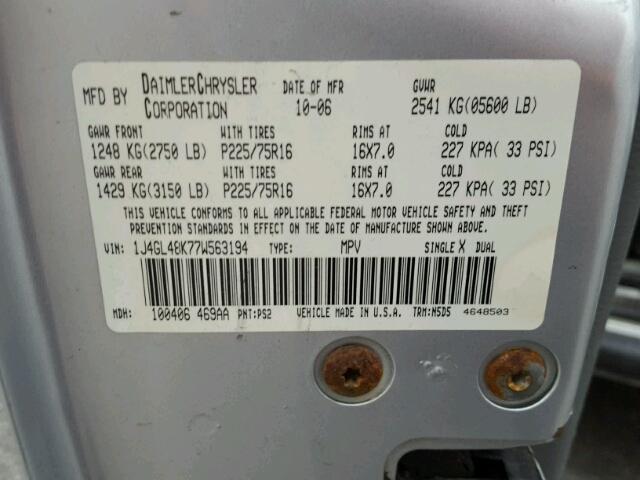 MFD BY DAIMLERCHRYSLER CORPORATION DATE OF MFR 10-06 GVWR 2541 KG(05600 LB)
GAWR FRONT WITH TIRES RIMS AT COLD
1248 KG(2750 LB) P225/75R16 16X7.0 227 KPA( 33 PSI)
GAWR REAR WITH TIRES RIMS AT COLD
1429 KG(3150 LB) P225/75R16 16X7.0 227 KPA( 33 PSI)
THIS VEHICLE CONFORMS TO ALL APPLICABLE FEDERAL MOTOR VEHICLE SAFETY AND THEFT
PREVENTION STANDARDS IN EFFECT ON THE DATE OF MANUFACTURE SHOWN ABOVE.
VIN: 1J4GL48K77W563194 TYPE: MPV SINGLE X DUAL
MDH: 100406 469AA PNT:PS2 VEHICLE MADE IN U.S.A. TRM:N5D5 4648503